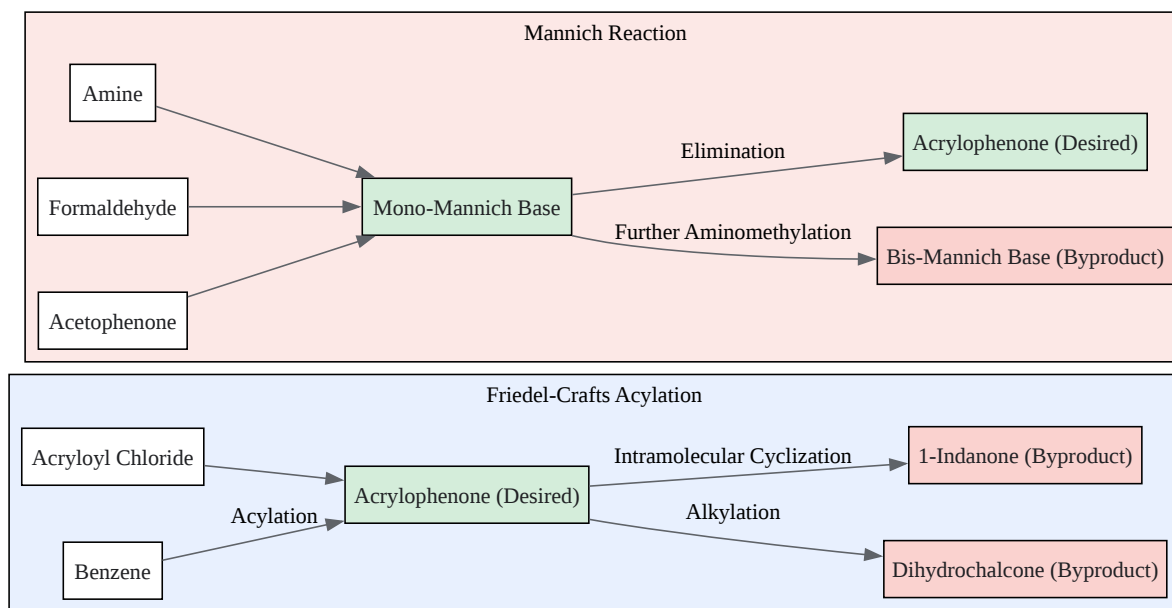 Mannich Reaction
Amine
Formaldehyde
Acetophenone
Mono-Mannich Base
Elimination
Further Aminomethylation
Acrylophenone (Desired)
Bis-Mannich Base (Byproduct)
Friedel-Crafts Acylation
Acryloyl Chloride
Benzene
Acylation
Acrylophenone (Desired)
Intramolecular Cyclization
Alkylation
1-Indanone (Byproduct)
Dihydrochalcone (Byproduct)